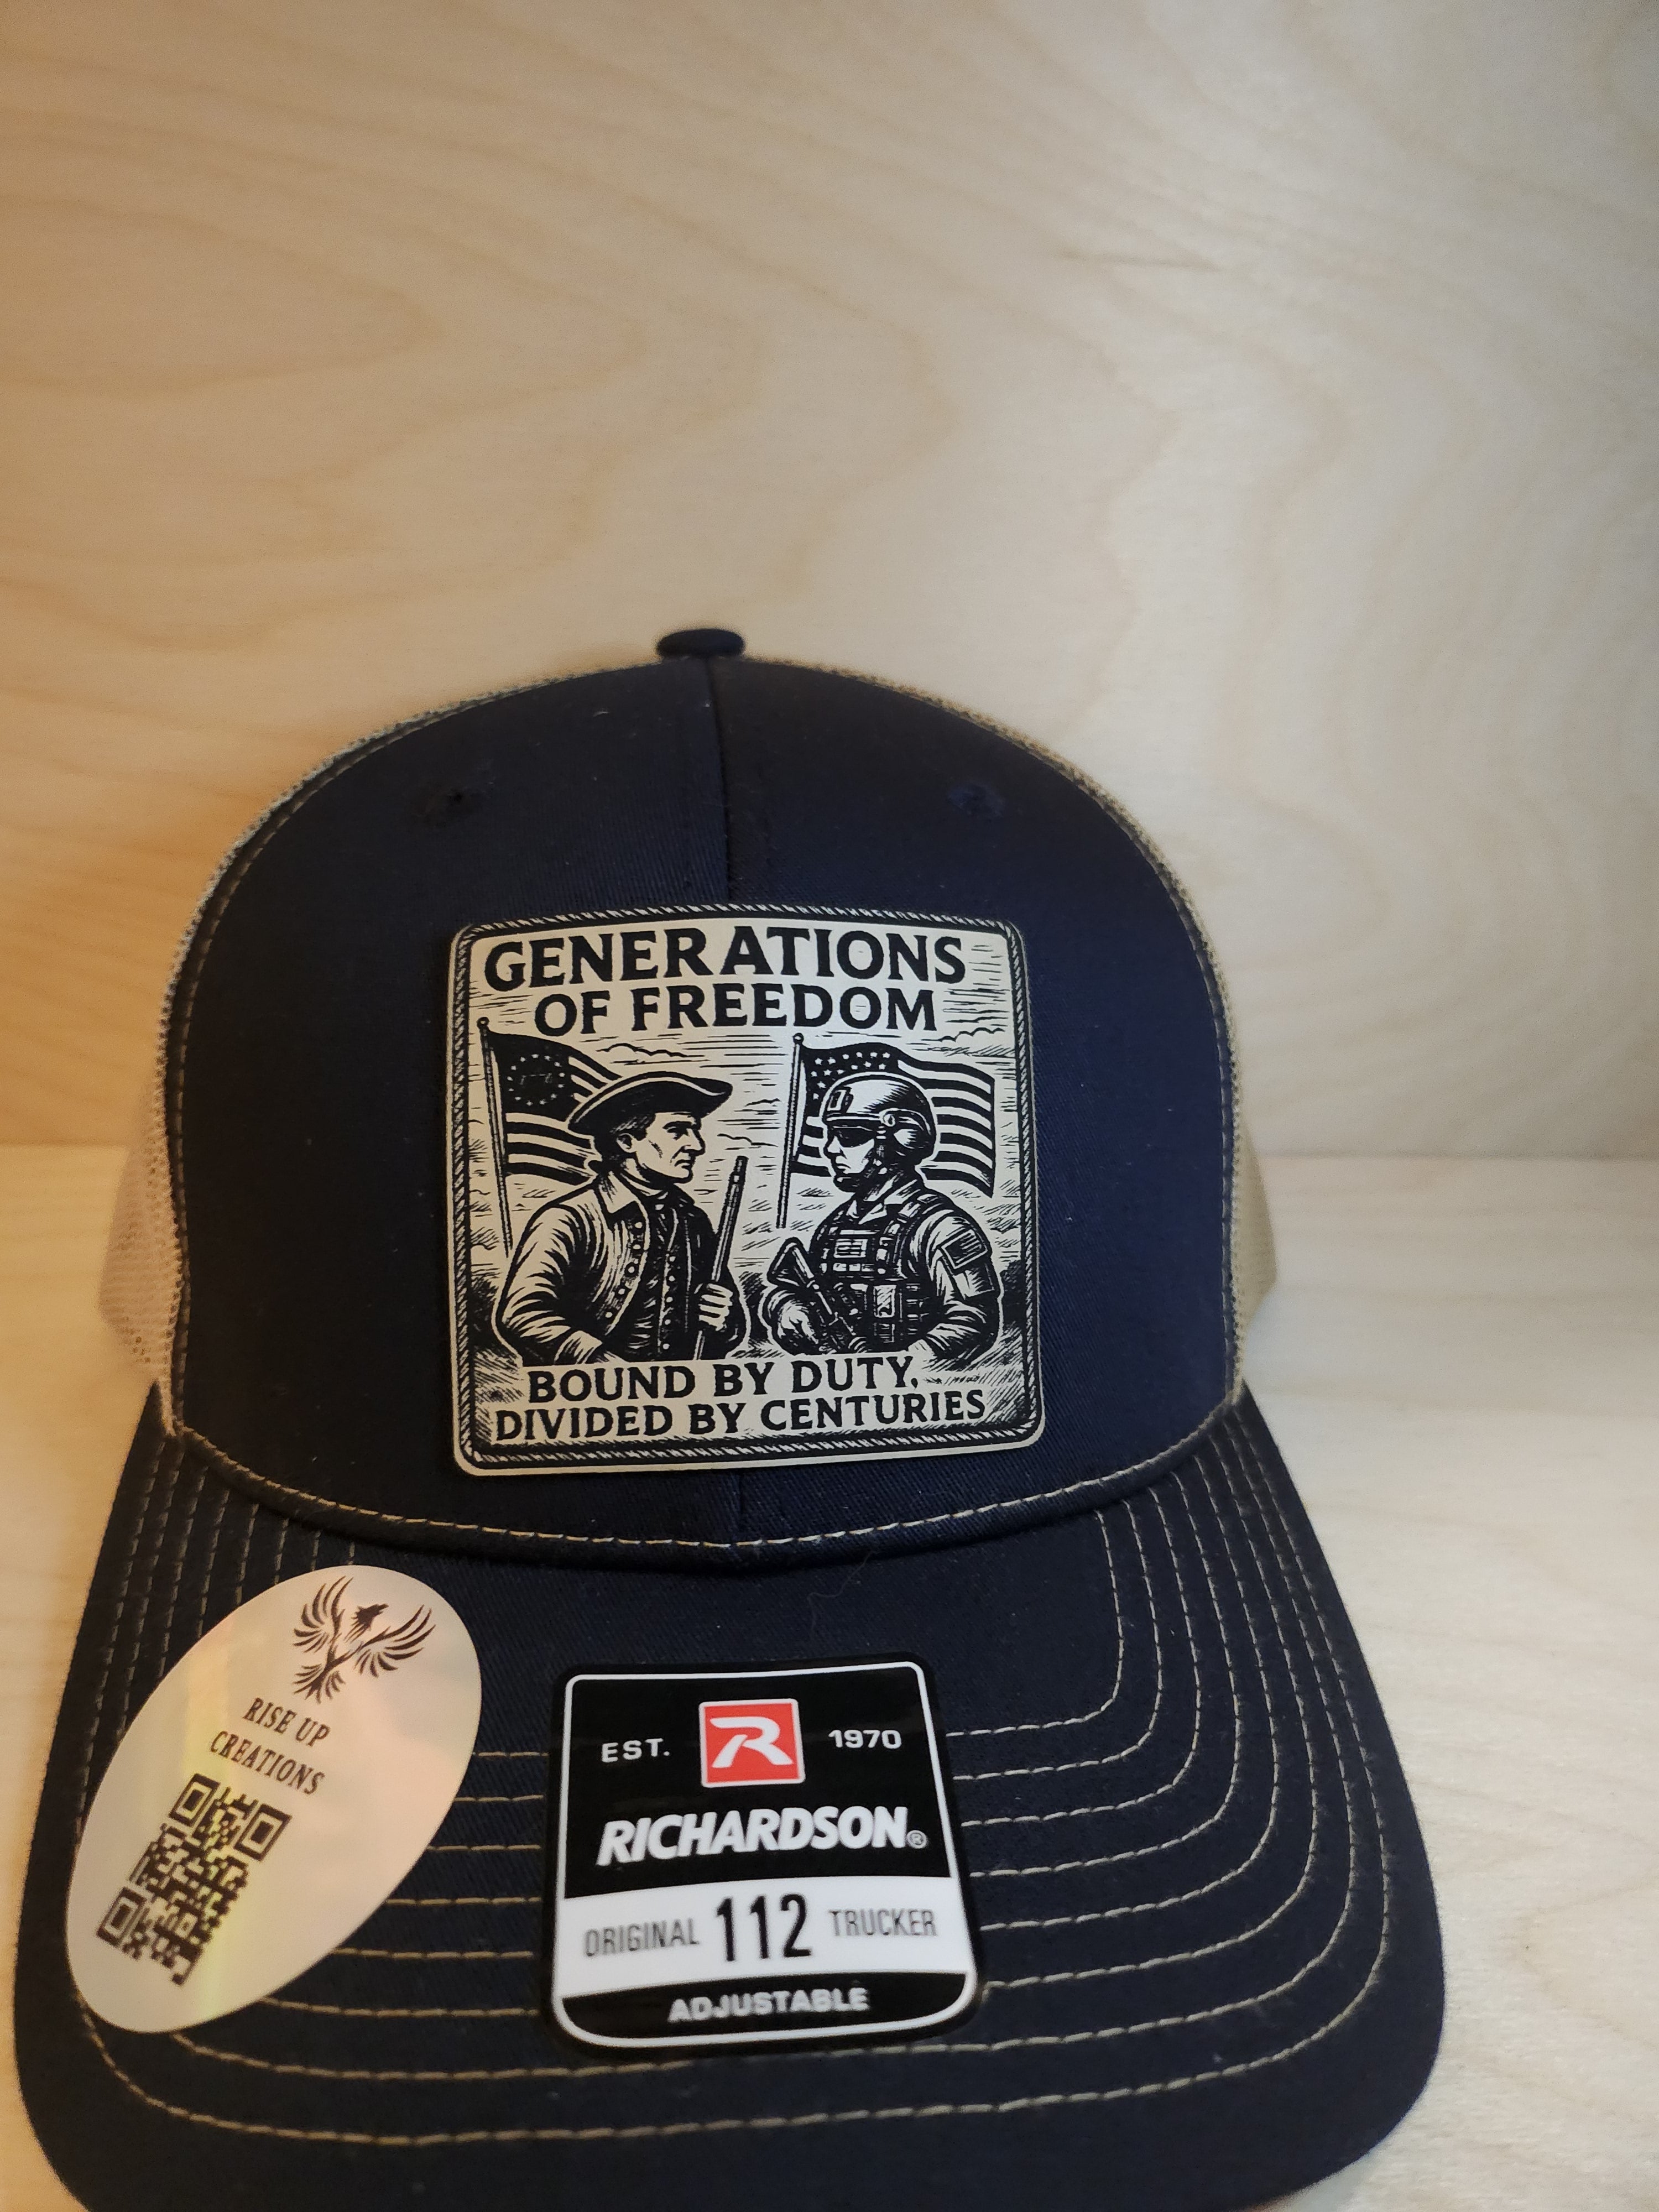 GENERATIONS
OF FREEDOM
BOUND BY DUTY,
DIVIDED BY CENTURIES
RISE UP
CREATIONS
EST. R 1970
RICHARDSON®
ORIGINAL 112 TRUCKER
ADJUSTABLE